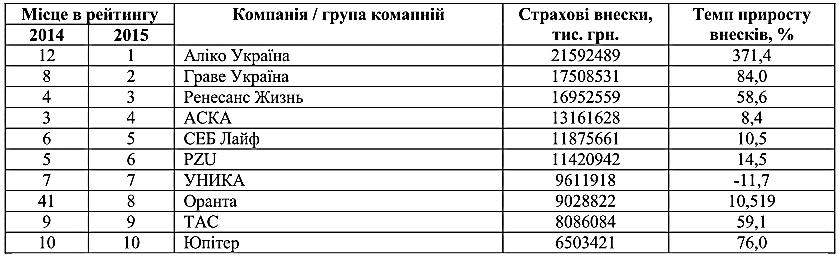 Місце в рейтингу Компанія / група команній Страхові внески, тис. грн. Темп приросту внесків, %
2014 2015
12 1 Аліко Україна 21592489 371,4
8 2 Граве Україна 17508531 84,0
4 3 Ренесанс Жизнь 16952559 58,6
3 4 АСКА 13161628 8,4
6 5 СЕБ Лайф 11875661 10,5
5 6 PZU 11420942 14,5
7 7 УНИКА 9611918 -11,7
41 8 Оранта 9028822 10,519
9 9 ТАС 8086084 59,1
10 10 Юпітер 6503421 76,0